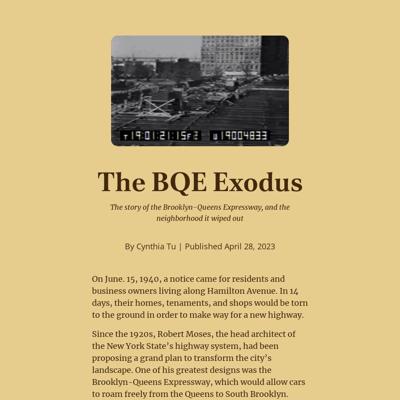 T19:01:21:15F2 U19004833
The BQE Exodus
The story of the Brooklyn-Queens Expressway, and the
neighborhood it wiped out
By Cynthia Tu | Published April 28, 2023
On June. 15, 1940, a notice came for residents and
business owners living along Hamilton Avenue. In 14
days, their homes, tenaments, and shops would be torn
to the ground in order to make way for a new highway.
Since the 1920s, Robert Moses, the head architect of
the New York State's highway system, had been
proposing a grand plan to transform the city's
landscape. One of his greatest designs was the
Brooklyn-Queens Expressway, which would allow cars
to roam freely from the Queens to South Brooklyn.